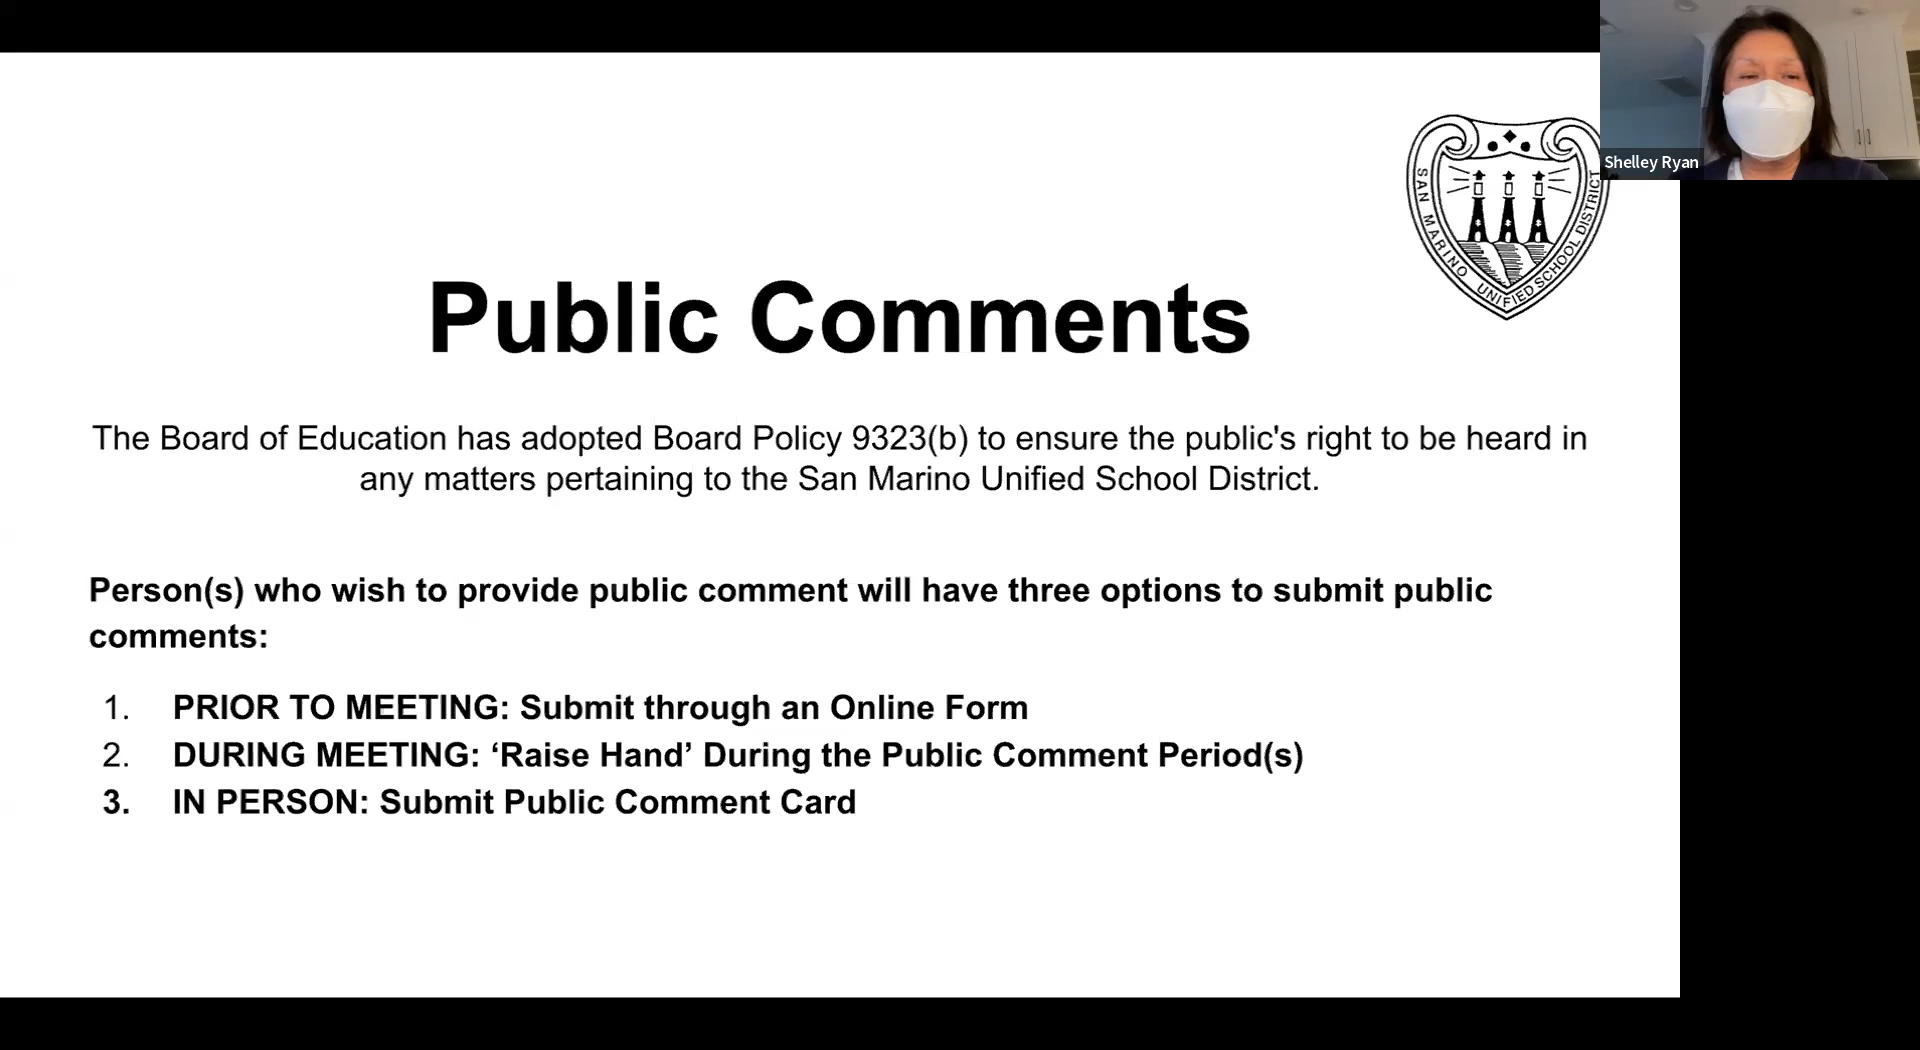 Shelley Ryan
SAN MARINO UNIFIED SCHOOL DISTRICT
Public Comments
The Board of Education has adopted Board Policy 9323(b) to ensure the public's right to be heard in
any matters pertaining to the San Marino Unified School District.
Person(s) who wish to provide public comment will have three options to submit public
comments:
1. PRIOR TO MEETING: Submit through an Online Form
2. DURING MEETING: ‘Raise Hand’ During the Public Comment Period(s)
3. IN PERSON: Submit Public Comment Card